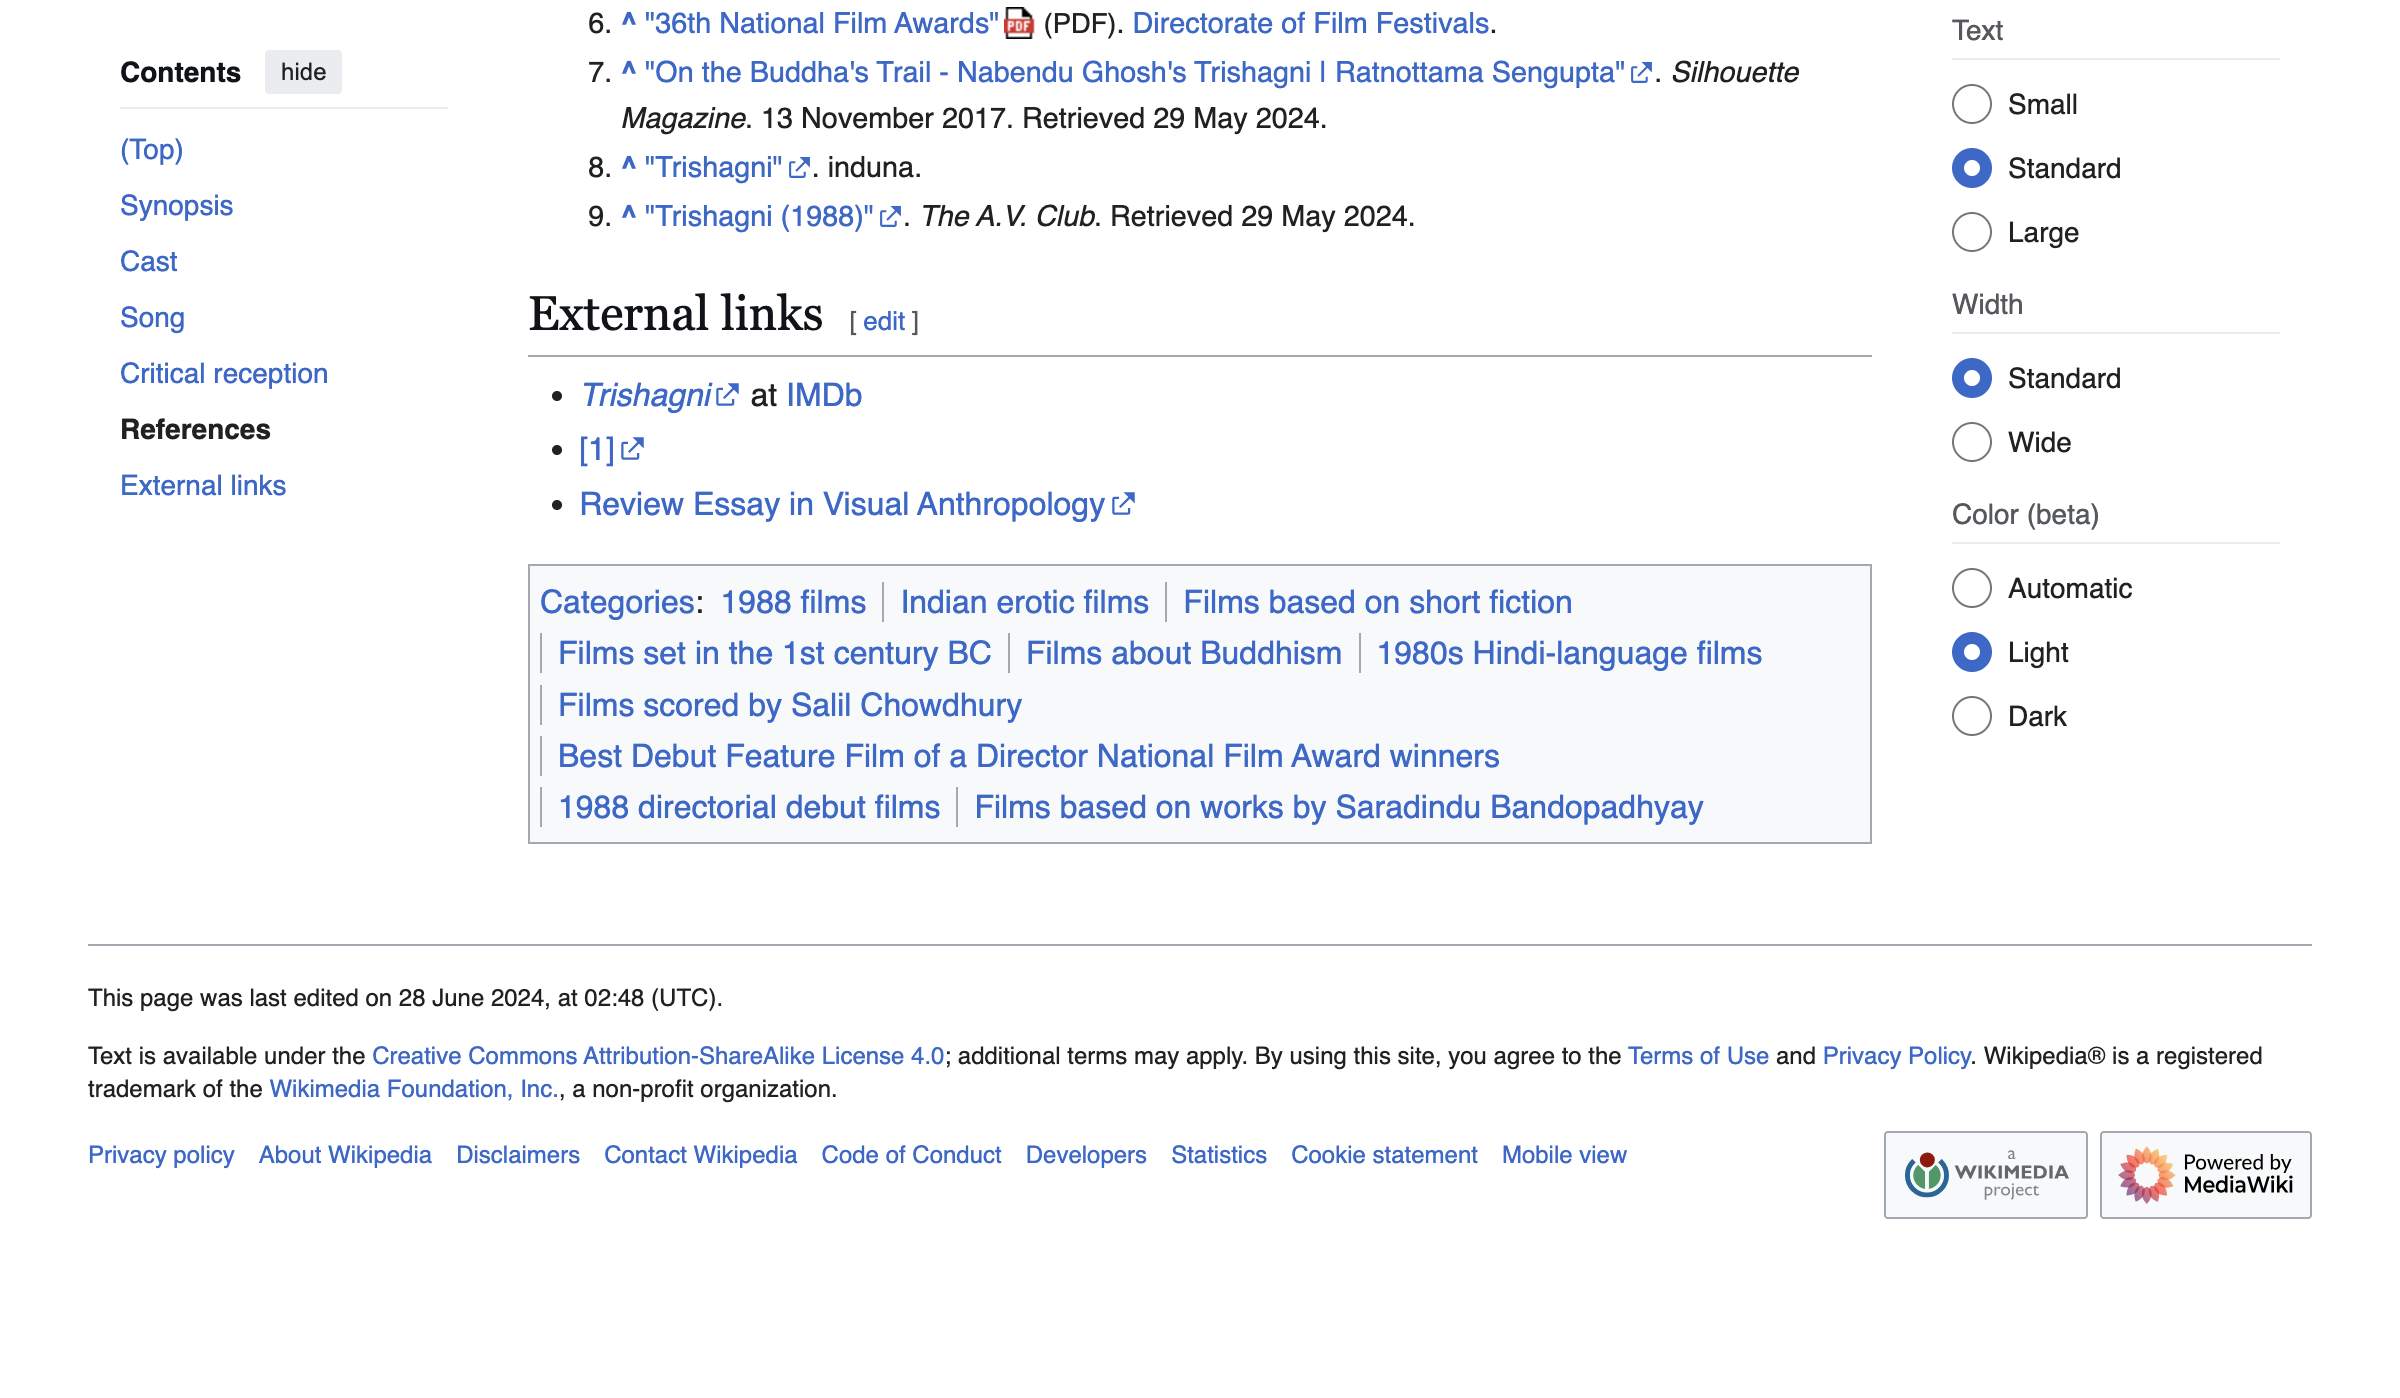 Contents hide
(Top)
Synopsis
Cast
Song
Critical reception
References
External links
6. ^ "36th National Film Awards" PDF (PDF). Directorate of Film Festivals.
7. ^ "On the Buddha's Trail - Nabendu Ghosh's Trishagni | Ratnottama Sengupta". Silhouette
Magazine. 13 November 2017. Retrieved 29 May 2024.
8. ^ "Trishagni". induna.
9. ^ "Trishagni (1988)". The A.V. Club. Retrieved 29 May 2024.
External links [ edit ]
• Trishagni at IMDb
• [1]
• Review Essay in Visual Anthropology
Categories: 1988 films | Indian erotic films | Films based on short fiction
| Films set in the 1st century BC | Films about Buddhism | 1980s Hindi-language films
| Films scored by Salil Chowdhury
| Best Debut Feature Film of a Director National Film Award winners
| 1988 directorial debut films | Films based on works by Saradindu Bandopadhyay
Text
Small
Standard
Large
Width
Standard
Wide
Color (beta)
Automatic
Light
Dark
This page was last edited on 28 June 2024, at 02:48 (UTC).
Text is available under the Creative Commons Attribution-ShareAlike License 4.0; additional terms may apply. By using this site, you agree to the Terms of Use and Privacy Policy. Wikipedia® is a registered
trademark of the Wikimedia Foundation, Inc., a non-profit organization.
Privacy policy About Wikipedia Disclaimers Contact Wikipedia Code of Conduct Developers Statistics Cookie statement Mobile view
a
WIKIMEDIA
project
Powered by
MediaWiki